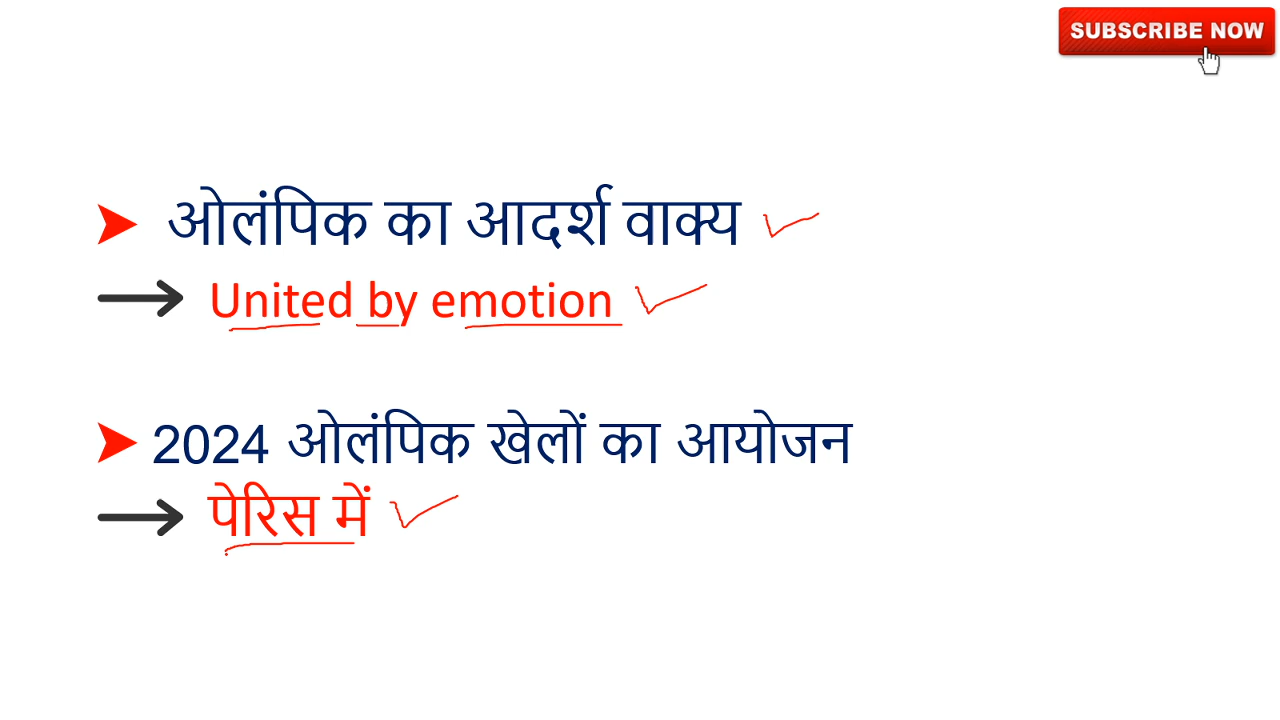 SUBSCRIBE NOW
ओलंपिक का आदर्श वाक्य
United by emotion
2024 ओलंपिक खेलों का आयोजन
पेरिस में